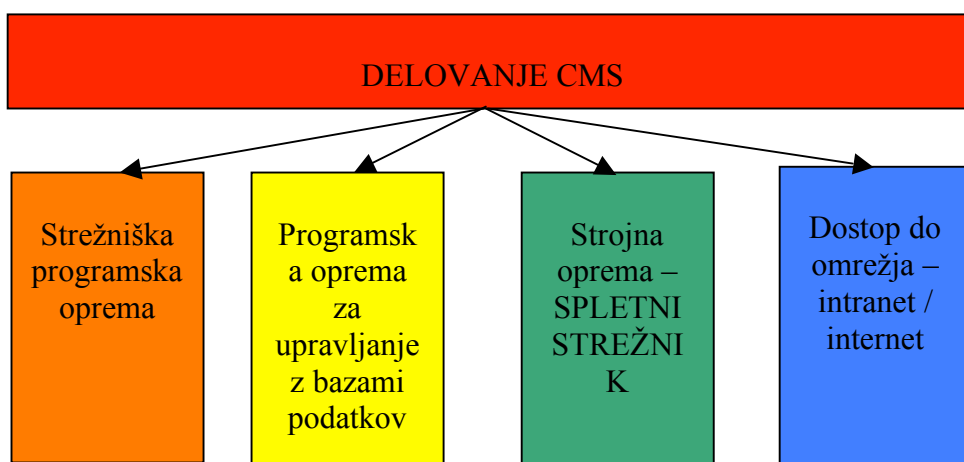 DELOVANJE CMS
Strežniška
programska
oprema
Programsk
a oprema
za
upravljanje
z bazami
podatkov
Strojna
oprema –
SPLETNI
STREŽNI
K
Dostop do
omrežja –
intranet /
internet